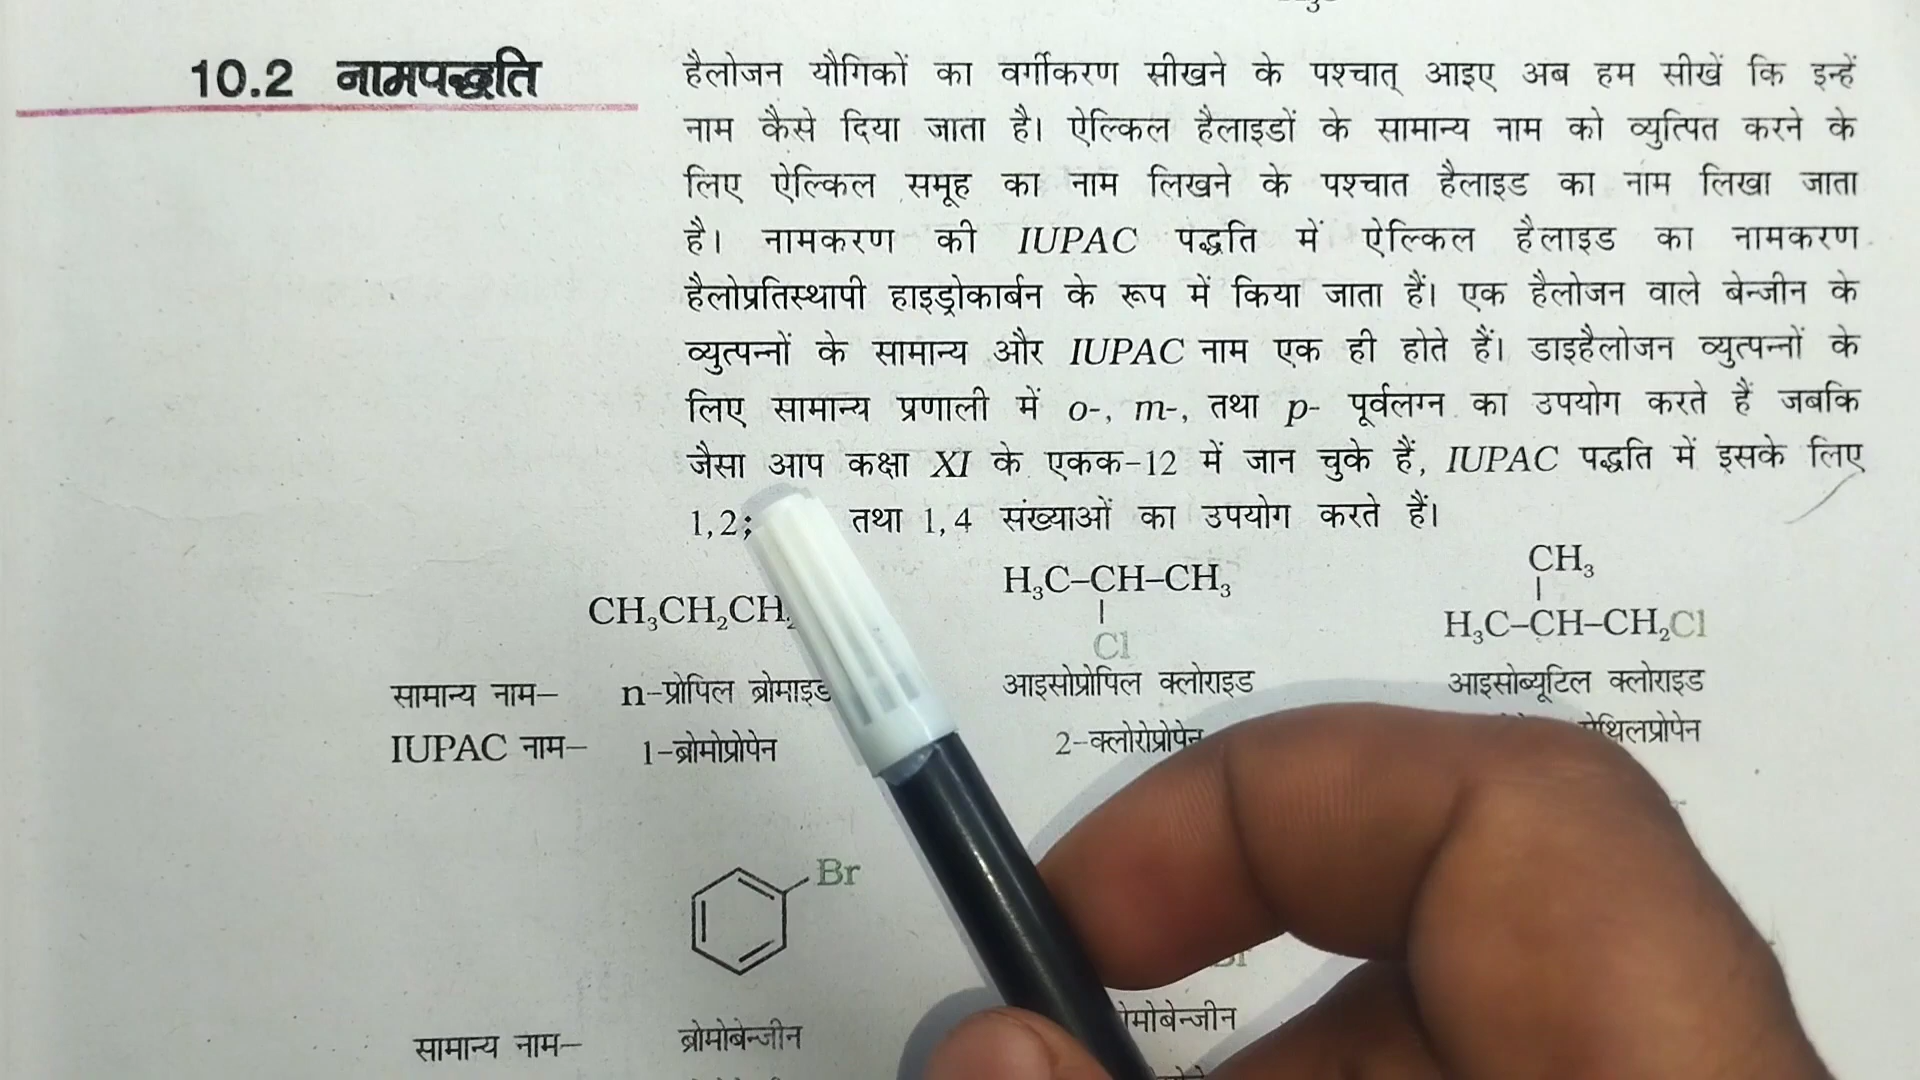 10.2 नामपद्धति
हैलोजन यौगिकों का वर्गीकरण सीखने के पश्चात् आइए अब हम सीखें कि इन्हें
नाम कैसे दिया जाता है। ऐल्किल हैलाइडों के सामान्य नाम को व्युत्पित करने के
लिए ऐल्किल समूह का नाम लिखने के पश्चात हैलाइड का नाम लिखा जाता
है। नामकरण की IUPAC पद्धति में ऐल्किल हैलाइड का नामकरण
हैलोप्रतिस्थापी हाइड्रोकार्बन के रूप में किया जाता हैं। एक हैलोजन वाले बेन्जीन के
व्युत्पन्नों के सामान्य और IUPAC नाम एक ही होते हैं। डाइहैलोजन व्युत्पन्नों के
लिए सामान्य प्रणाली में o-, m-, तथा p- पूर्वलग्न का उपयोग करते हैं जबकि
जैसा आप कक्षा XI के एकक-12 में जान चुके हैं, IUPAC पद्धति में इसके लिए
1,2; तथा 1,4 संख्याओं का उपयोग करते हैं।
CH₃
CH₃CH₂CH₂ H₃C–CH–CH₃ H₃C–CH–CH₂Cl
Cl
सामान्य नाम– n-प्रोपिल ब्रोमाइड आइसोप्रोपिल क्लोराइड आइसोब्यूटिल क्लोराइड
IUPAC नाम– 1-ब्रोमोप्रोपेन 2-क्लोरोप्रोपेन मेथिलप्रोपेन
Br
Br
सामान्य नाम– ब्रोमोबेन्जीन ब्रोमोबेन्जीन